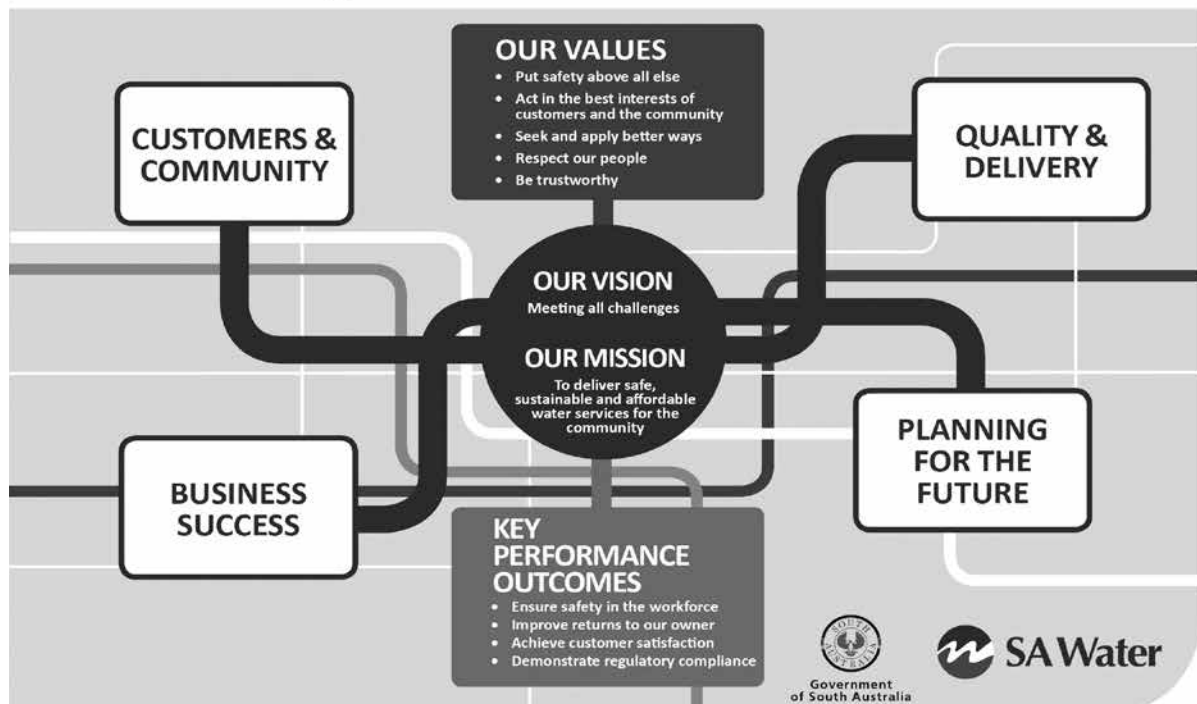 OUR VALUES
• Put safety above all else
• Act in the best interests of
customers and the community
• Seek and apply better ways
• Respect our people
• Be trustworthy
CUSTOMERS &
COMMUNITY
QUALITY &
DELIVERY
OUR VISION
Meeting all challenges
OUR MISSION
To deliver safe,
sustainable and affordable
water services for the
community
BUSINESS
SUCCESS
PLANNING
FOR THE
FUTURE
KEY
PERFORMANCE
OUTCOMES
• Ensure safety in the workforce
• Improve returns to our owner
• Achieve customer satisfaction
• Demonstrate regulatory compliance
SOUTH
AUSTRALIA
Government
of South Australia
SA Water